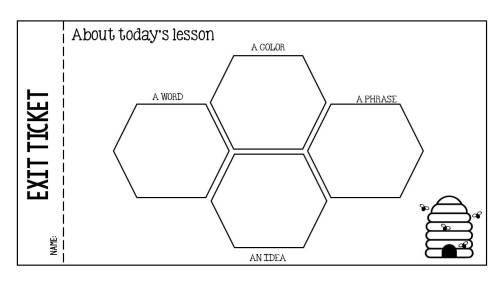 EXIT TICKET
NAME:
About today's lesson
A COLOR
A WORD
A PHRASE
AN IDEA